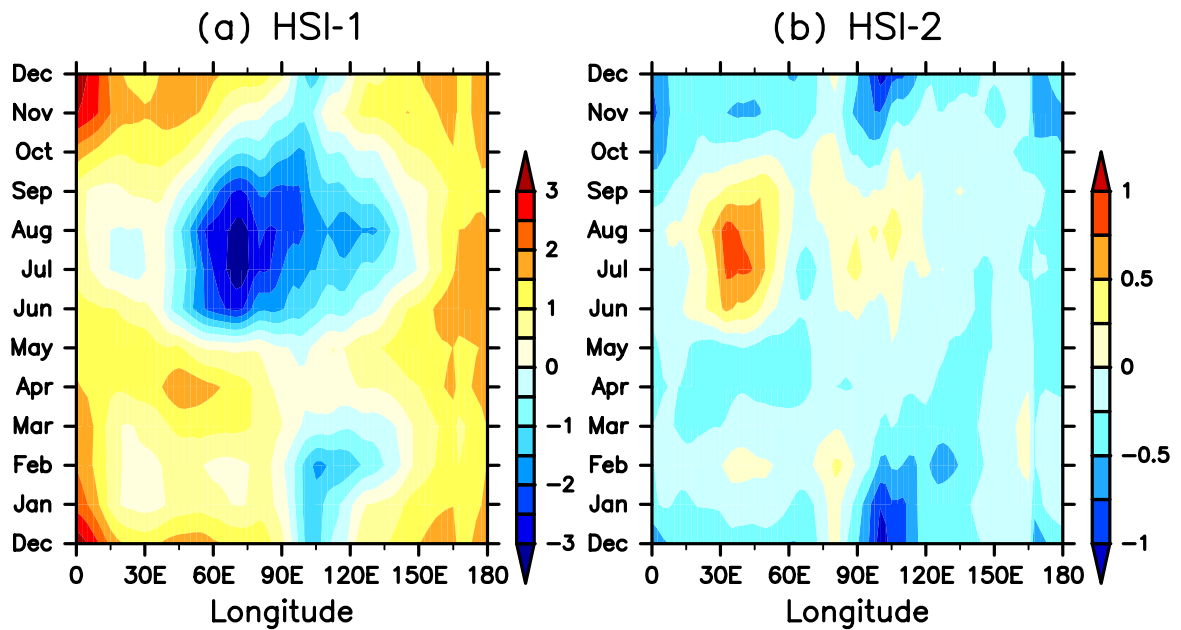 (a) HSI-1
Dec
Nov
Oct
Sep
Aug
Jul
Jun
May
Apr
Mar
Feb
Jan
Dec
0 30E 60E 90E 120E 150E 180
Longitude
3
2
1
0
−1
−2
−3
(b) HSI-2
Dec
Nov
Oct
Sep
Aug
Jul
Jun
May
Apr
Mar
Feb
Jan
Dec
0 30E 60E 90E 120E 150E 180
Longitude
1
0.5
0
−0.5
−1